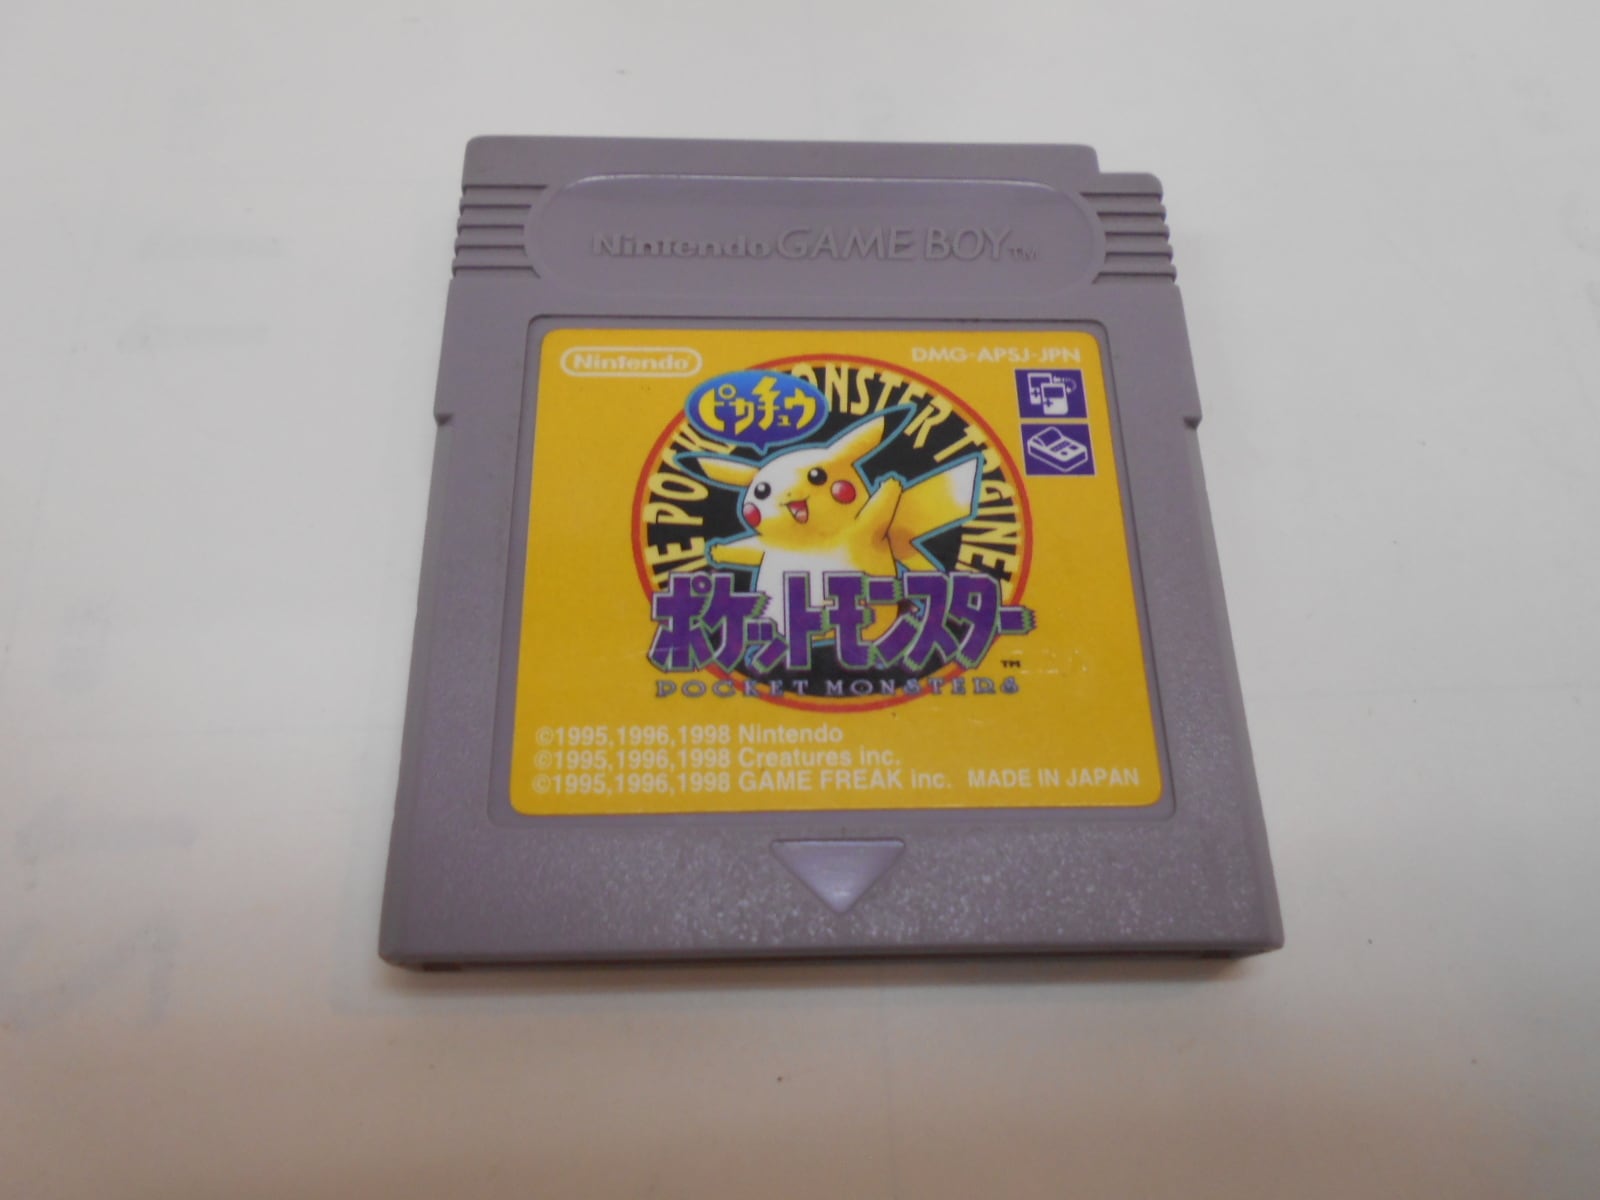 Nintendo GAME BOY™
Nintendo
DMG-APSJ-JPN
ピカチュウ
THE POCKET MONSTER TRAINER
ポケットモンスター
™
POCKET MONSTERS
©1995,1996,1998 Nintendo
©1995,1996,1998 Creatures inc.
©1995,1996,1998 GAME FREAK inc. MADE IN JAPAN